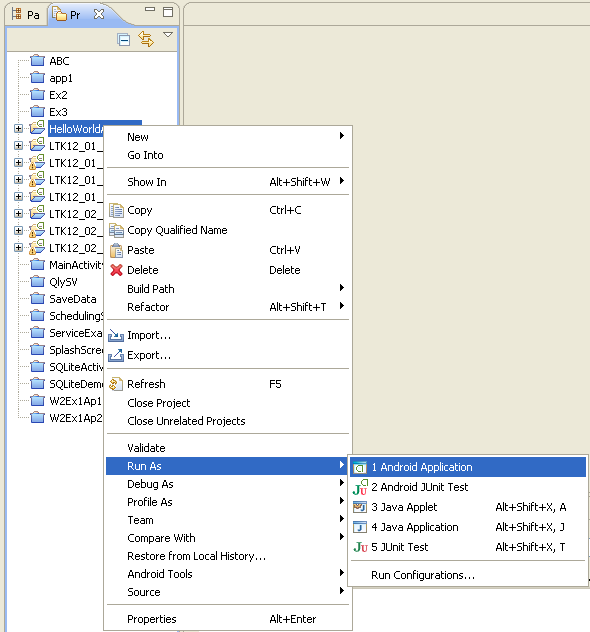 Pa Pr
ABC
app1
Ex2
Ex3
HelloWorldA
LTK12_01_
LTK12_01_
LTK12_01_
LTK12_01_
LTK12_02_
LTK12_02_
LTK12_02_
MainActivity
QlySV
SaveData
SchedulingS
ServiceExa
SplashScree
SQLiteActiv
SQLiteDemo
W2Ex1Ap1
W2Ex1Ap2
New
Go Into
Show In Alt+Shift+W
Copy Ctrl+C
Copy Qualified Name
Paste Ctrl+V
Delete Delete
Build Path
Refactor Alt+Shift+T
Import...
Export...
Refresh F5
Close Project
Close Unrelated Projects
Validate
Run As
Debug As
Profile As
Team
Compare With
Restore from Local History...
Android Tools
Source
Properties Alt+Enter
1 Android Application
2 Android JUnit Test
3 Java Applet Alt+Shift+X, A
4 Java Application Alt+Shift+X, J
5 JUnit Test Alt+Shift+X, T
Run Configurations...